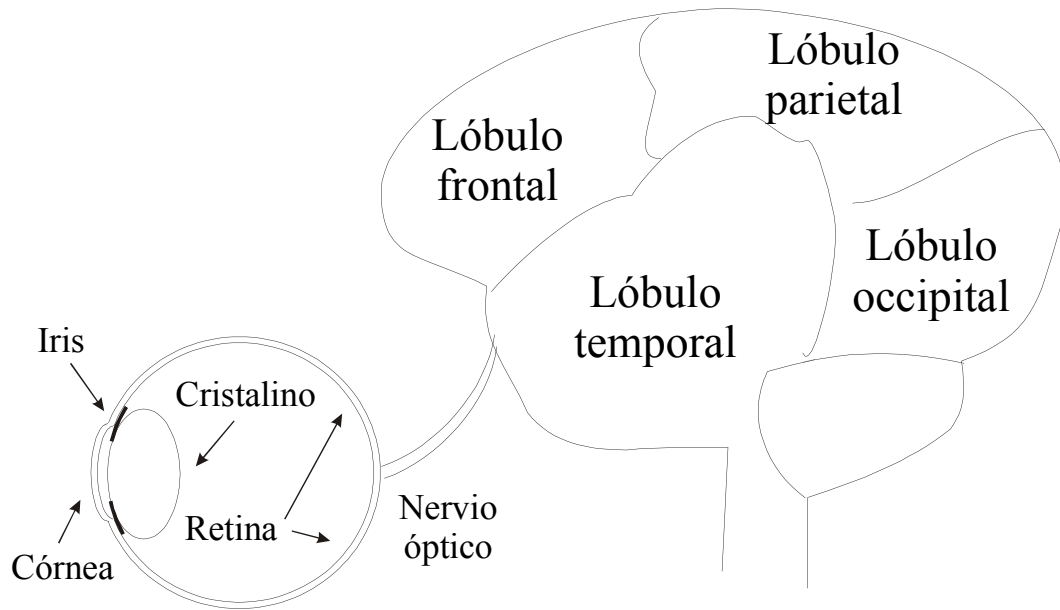 Lóbulo
parietal
Lóbulo
frontal
Lóbulo
occipital
Lóbulo
temporal
Iris
Cristalino
Retina
Nervio
óptico
Córnea